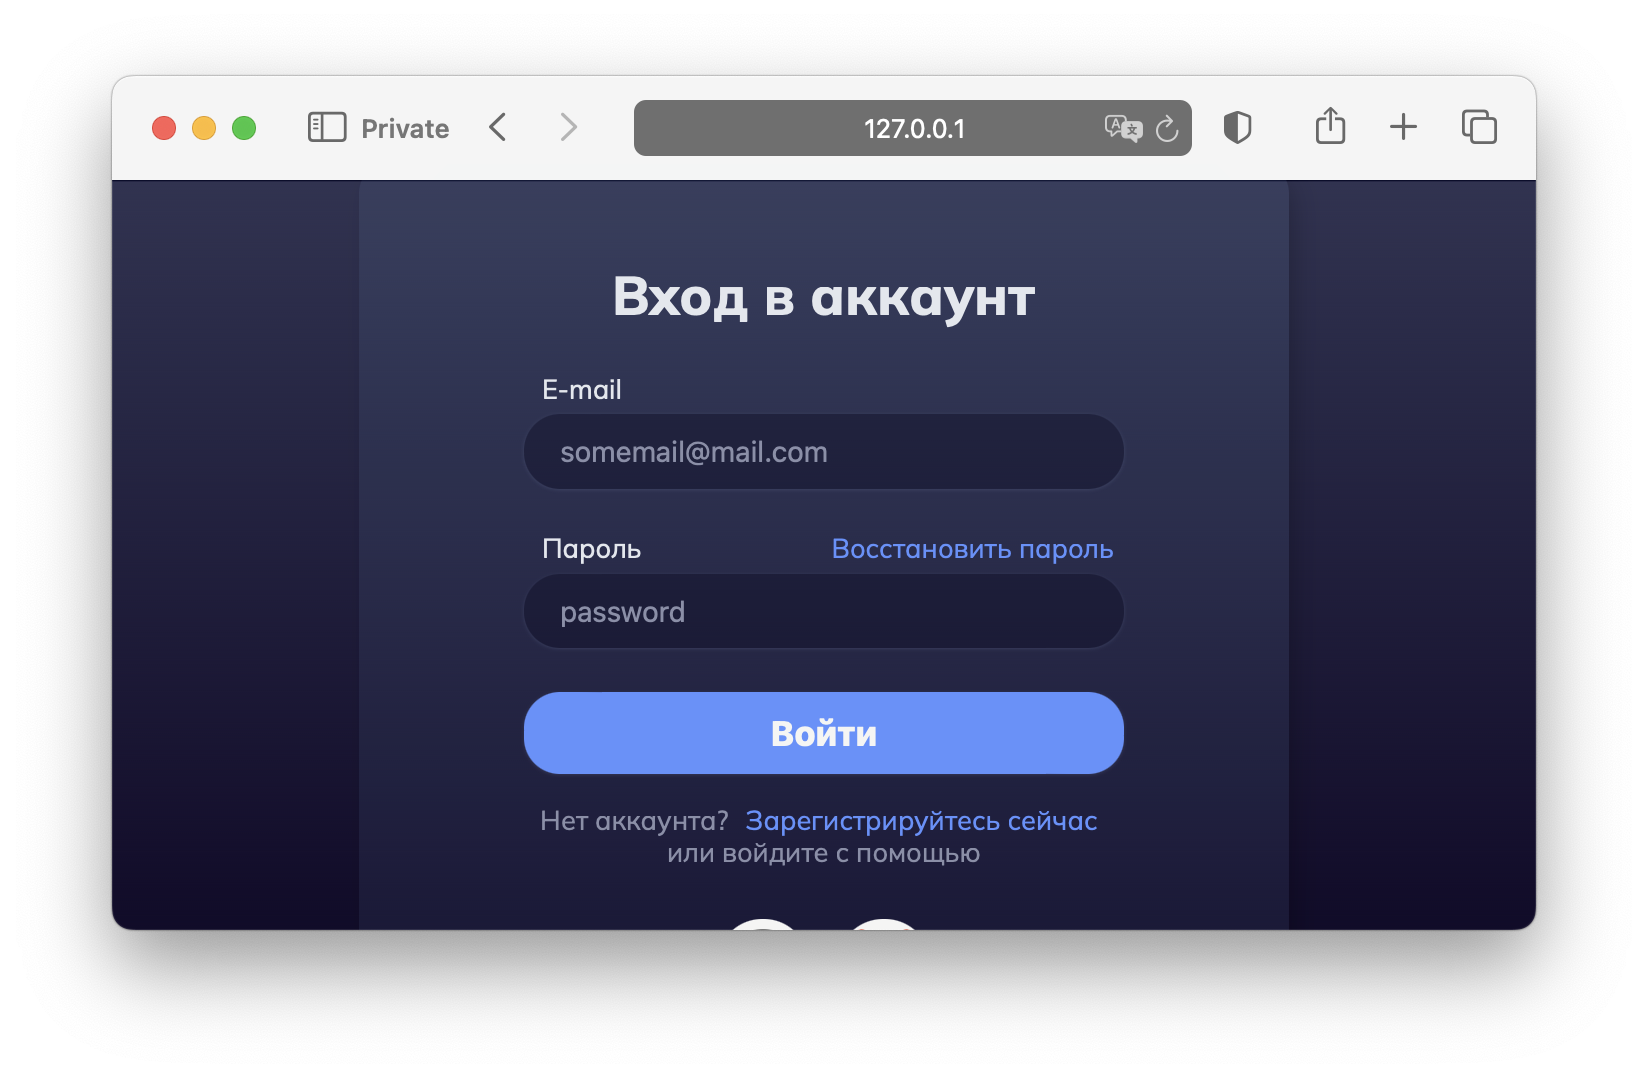 Private
127.0.0.1
Вход в аккаунт
E-mail
somemail@mail.com
Пароль Восстановить пароль
password
Войти
Нет аккаунта? Зарегистрируйтесь сейчас
или войдите с помощью